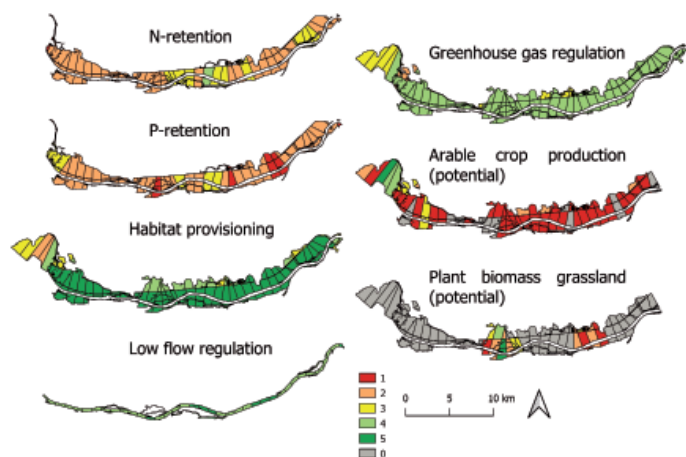 N-retention
P-retention
Habitat provisioning
Low flow regulation
Greenhouse gas regulation
Arable crop production
(potential)
Plant biomass grassland
(potential)
1
2
3
4
5
0
0 5 10 km